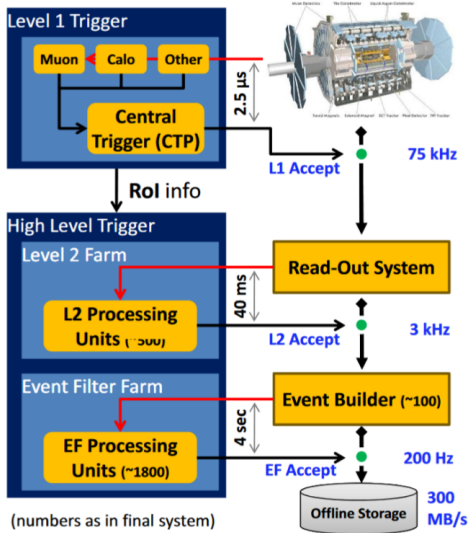 Level 1 Trigger
Muon Calo Other
2.5 µs
Central
Trigger (CTP)
L1 Accept
75 kHz
RoI info
High Level Trigger
Level 2 Farm
Read-Out System
40 ms
L2 Processing
Units (~500)
L2 Accept
3 kHz
Event Filter Farm
Event Builder (~100)
4 sec
EF Processing
Units (~1800)
EF Accept
200 Hz
Offline Storage
300
MB/s
(numbers as in final system)